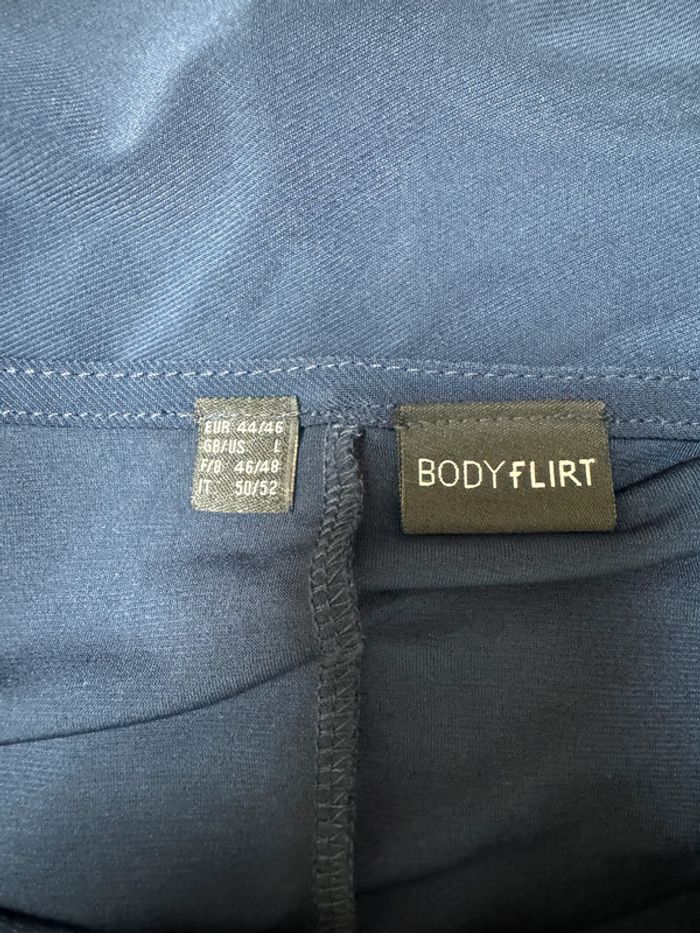 EUR 44/46
GB/US L
F/B 46/48
IT 50/52
BODYFLIRT